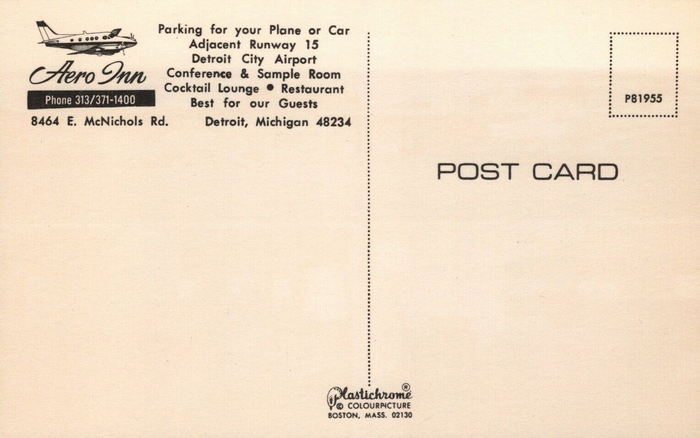 Aero Inn
Phone 313/371-1400
8464 E. McNichols Rd.
Parking for your Plane or Car
Adjacent Runway 15
Detroit City Airport
Conference & Sample Room
Cocktail Lounge • Restaurant
Best for our Guests
Detroit, Michigan 48234
P81955
POST CARD
Plastichrome®
© COLOURPICTURE
BOSTON, MASS. 02130